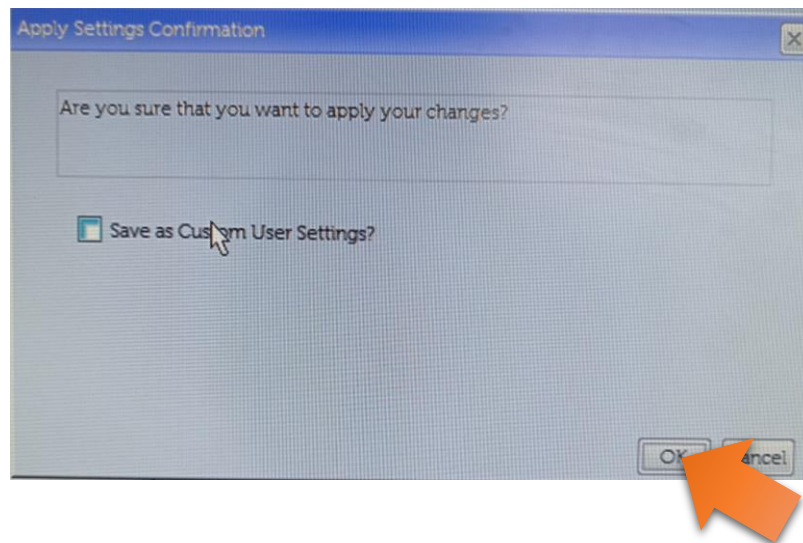 Apply Settings Confirmation
Are you sure that you want to apply your changes?
Save as Custom User Settings?
OK
Cancel